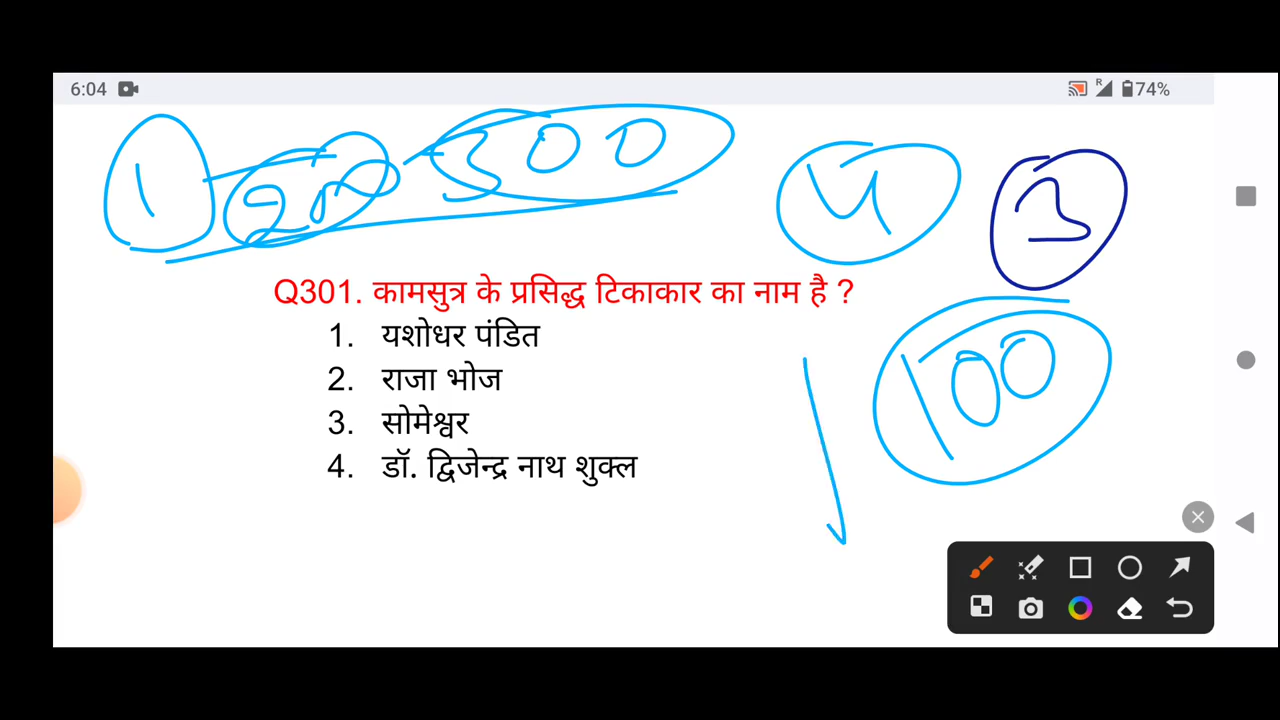 6:04 R 74%
1 200 300
4 3
Q301. कामसुत्र के प्रसिद्ध टिकाकार का नाम है ?
1. यशोधर पंडित
2. राजा भोज
3. सोमेश्वर
4. डॉ. द्विजेन्द्र नाथ शुक्ल
100